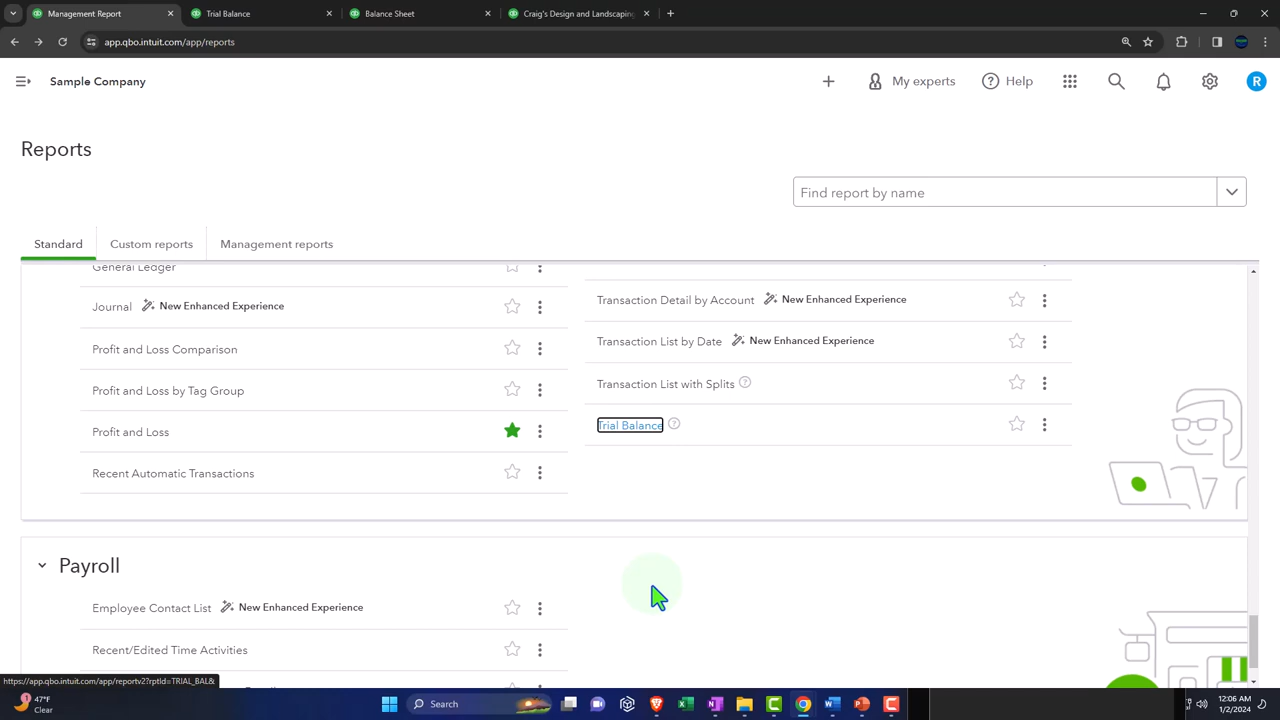 Management Report
Trial Balance
Balance Sheet
Craig's Design and Landscaping
app.qbo.intuit.com/app/reports
Sample Company
My experts
Help
R
Reports
Find report by name
Standard
Custom reports
Management reports
General Ledger
Journal New Enhanced Experience
Profit and Loss Comparison
Profit and Loss by Tag Group
Profit and Loss
Recent Automatic Transactions
Transaction Detail by Account New Enhanced Experience
Transaction List by Date New Enhanced Experience
Transaction List with Splits
Trial Balance
Payroll
Employee Contact List New Enhanced Experience
Recent/Edited Time Activities
https://app.qbo.intuit.com/app/reportv2?rptId=TRIAL_BAL&
47°F
Clear
Search
12:06 AM
1/2/2024